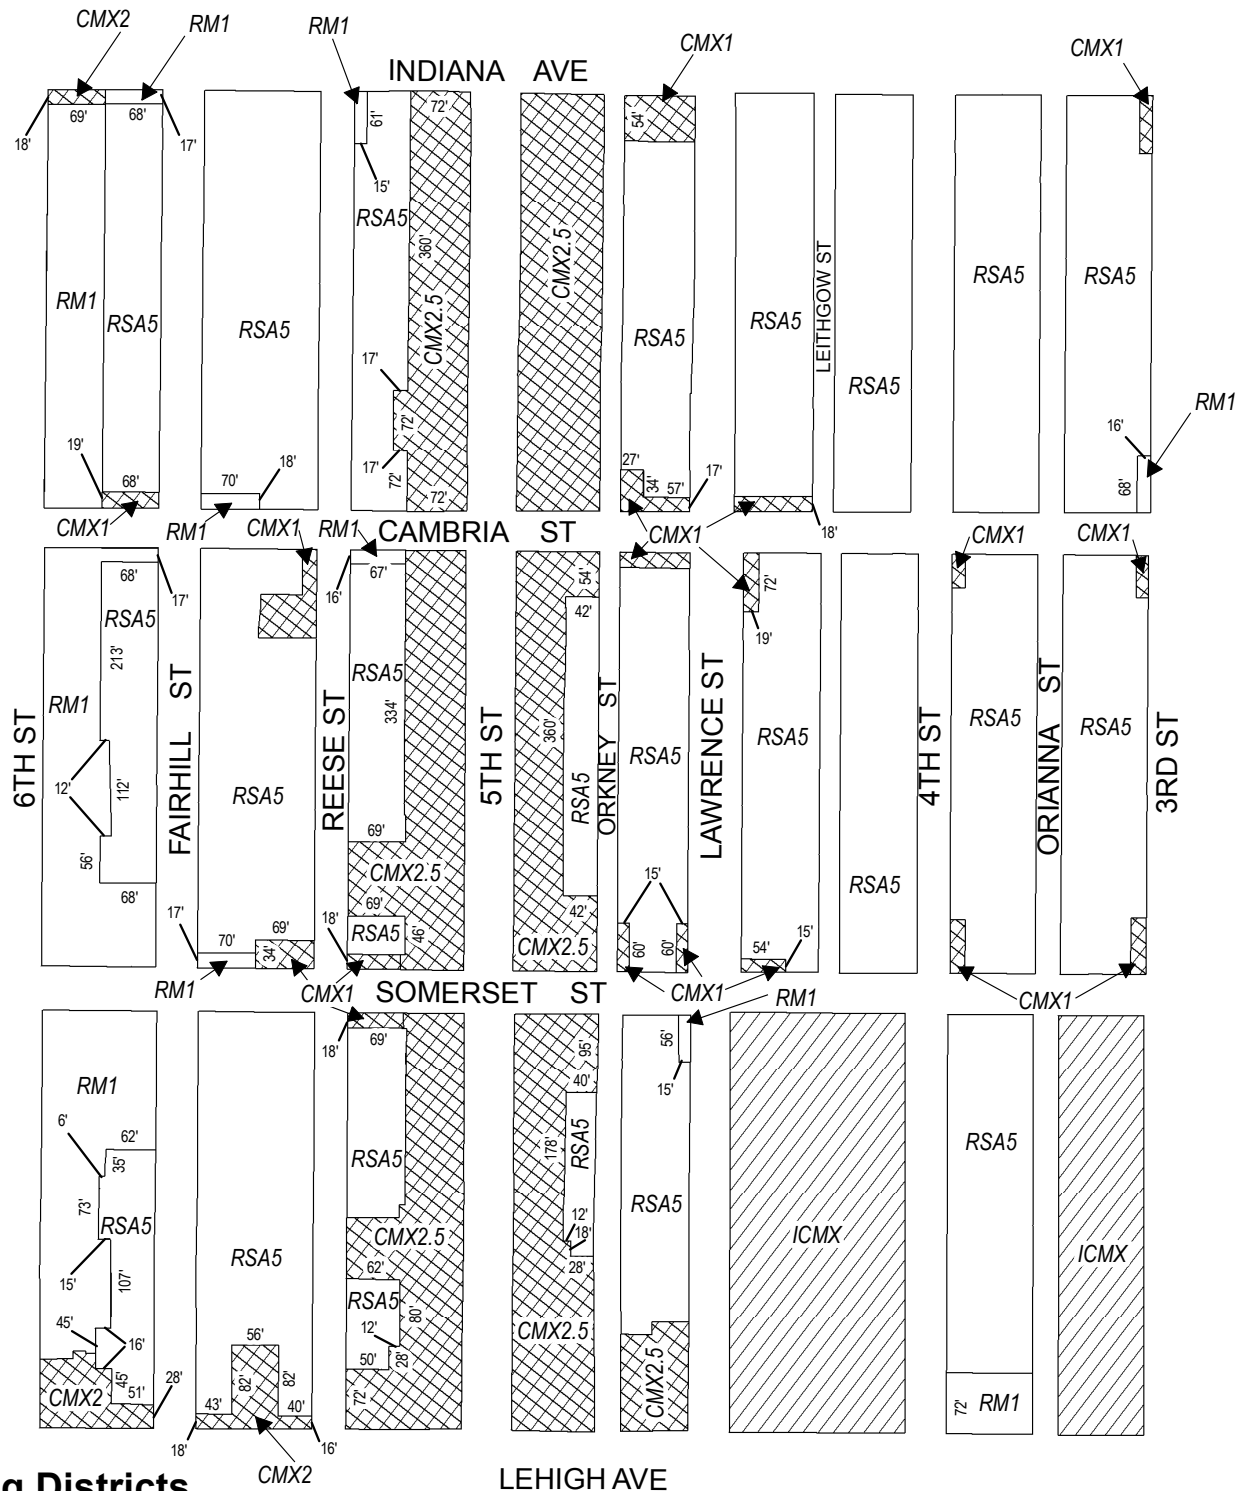 CMX2
RM1
RM1
CMX1
CMX1
INDIANA AVE
69'
68'
18'
17'
61'
15'
72'
54'
RSA5
360'
CMX2.5
CMX2.5
RM1
RSA5
RSA5
RSA5
RSA5
LEITHGOW ST
RSA5
RSA5
RSA5
17'
72'
17'
72'
72'
RM1
16'
68'
19'
68'
70'
18'
27'
34'
57'
17'
18'
CMX1
RM1
CMX1
RM1
CAMBRIA ST
CMX1
CMX1
CMX1
68'
17'
16'
67'
54'
42'
72'
19'
RSA5
213'
RM1
12'
112'
56'
68'
6TH ST
FAIRHILL ST
RSA5
REESE ST
RSA5
334'
69'
CMX2.5
69'
RSA5
46'
18'
5TH ST
360'
RSA5
42'
CMX2.5
ORKNEY ST
RSA5
15'
60'
60'
LAWRENCE ST
RSA5
54'
15'
RSA5
4TH ST
RSA5
ORIANNA ST
RSA5
3RD ST
17'
70'
69'
34'
RM1
CMX1
SOMERSET ST
CMX1
RM1
CMX1
18'
69'
95'
40'
56'
15'
RM1
6'
62'
35'
73'
RSA5
15'
107'
45'
16'
45'
51'
28'
CMX2
RSA5
56'
82'
82'
43'
40'
18'
16'
CMX2
RSA5
CMX2.5
62'
RSA5
80'
12'
50'
28'
72'
178'
RSA5
12'
18'
28'
CMX2.5
RSA5
CMX2.5
ICMX
RSA5
72'
RM1
ICMX
g Districts
LEHIGH AVE